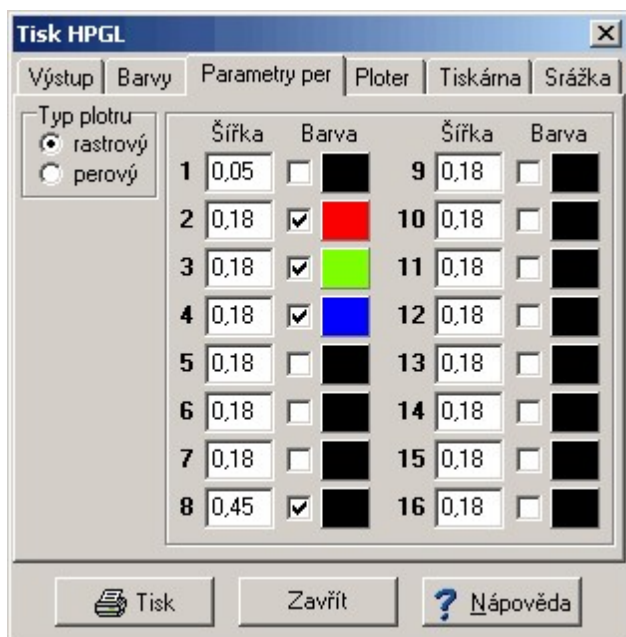 Tisk HPGL
Výstup Barvy Parametry per Ploter Tiskárna Srážka
Typ plotru
rastrový
perový
Šířka Barva Šířka Barva
1 0,05 9 0,18
2 0,18 10 0,18
3 0,18 11 0,18
4 0,18 12 0,18
5 0,18 13 0,18
6 0,18 14 0,18
7 0,18 15 0,18
8 0,45 16 0,18
Tisk Zavřít ? Nápověda